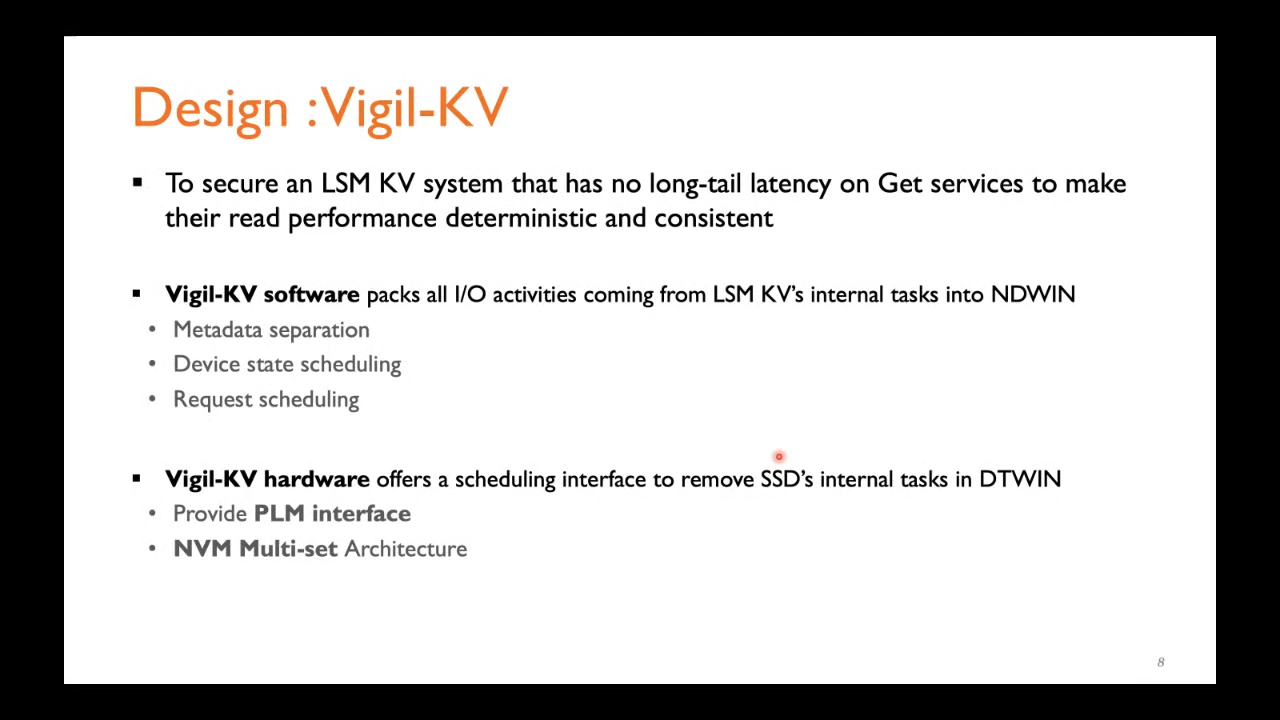 Design : Vigil-KV
▪ To secure an LSM KV system that has no long-tail latency on Get services to make
their read performance deterministic and consistent
▪ Vigil-KV software packs all I/O activities coming from LSM KV's internal tasks into NDWIN
• Metadata separation
• Device state scheduling
• Request scheduling
▪ Vigil-KV hardware offers a scheduling interface to remove SSD's internal tasks in DTWIN
• Provide PLM interface
• NVM Multi-set Architecture
8